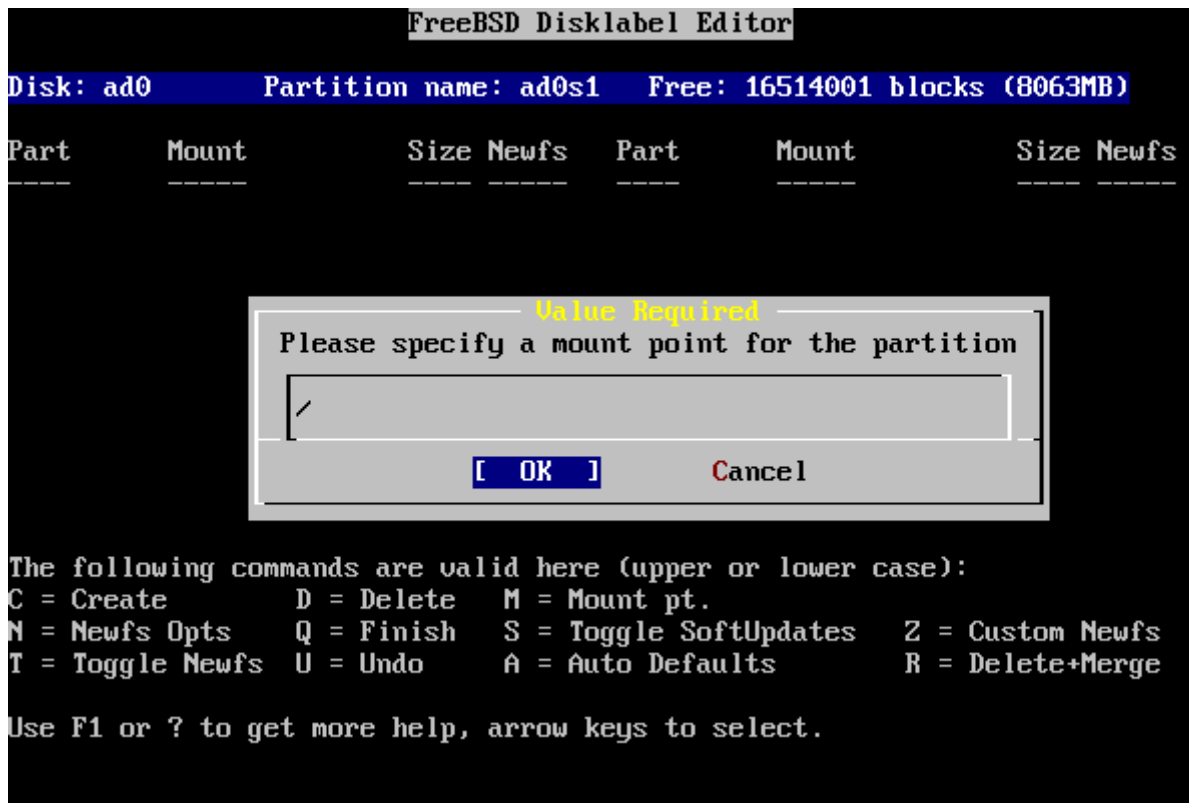 FreeBSD Disklabel Editor
Disk: ad0 Partition name: ad0s1 Free: 16514001 blocks (8063MB)
Part Mount Size Newfs Part Mount Size Newfs
---- ----- ---- ----- ---- ----- ---- -----
Value Required
Please specify a mount point for the partition
/
[ OK ] Cancel
The following commands are valid here (upper or lower case):
C = Create D = Delete M = Mount pt.
N = Newfs Opts Q = Finish S = Toggle SoftUpdates Z = Custom Newfs
T = Toggle Newfs U = Undo A = Auto Defaults R = Delete+Merge
Use F1 or ? to get more help, arrow keys to select.